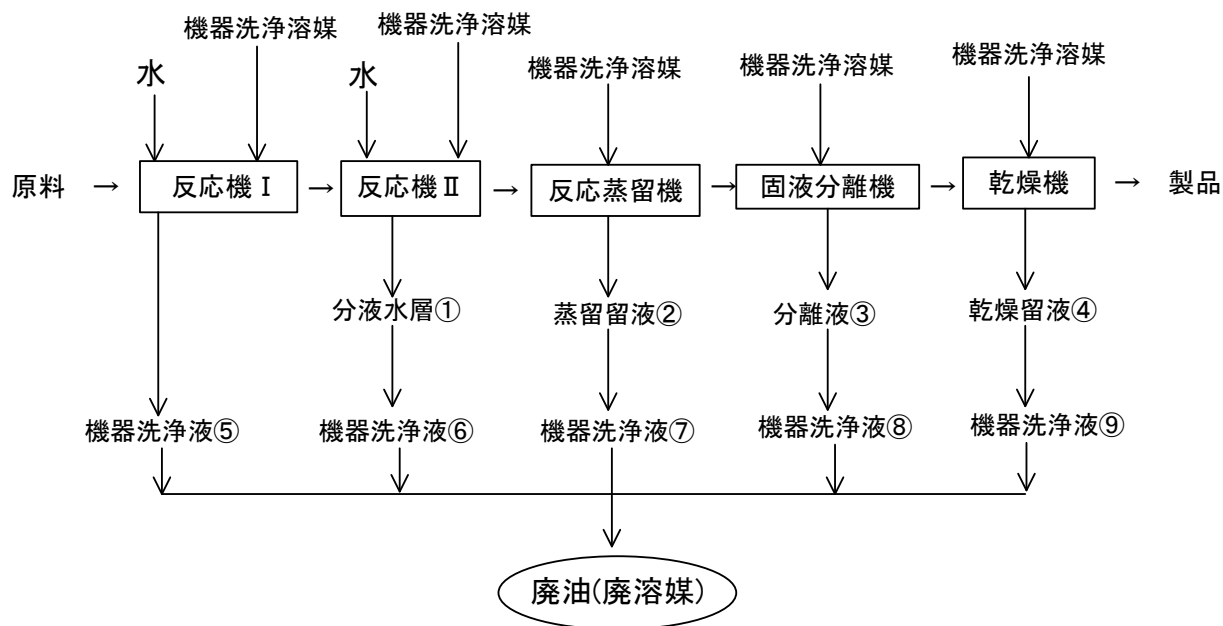 機器洗浄溶媒
機器洗浄溶媒
水
水
機器洗浄溶媒
機器洗浄溶媒
機器洗浄溶媒
原料 → 反応機Ⅰ → 反応機Ⅱ → 反応蒸留機 → 固液分離機 → 乾燥機 → 製品
分液水層① 蒸留留液② 分離液③ 乾燥留液④
機器洗浄液⑤ 機器洗浄液⑥ 機器洗浄液⑦ 機器洗浄液⑧ 機器洗浄液⑨
廃油(廃溶媒)